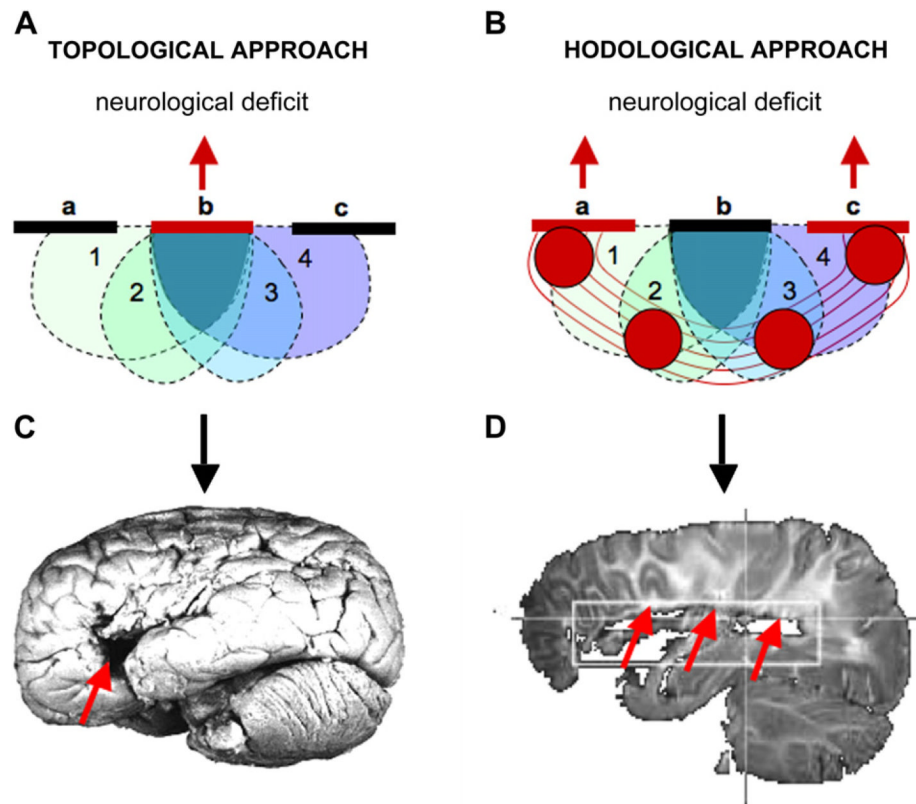 A
TOPOLOGICAL APPROACH
neurological deficit
a b c
1 4
2 3
B
HODOLOGICAL APPROACH
neurological deficit
a b c
1 4
2 3
C
D